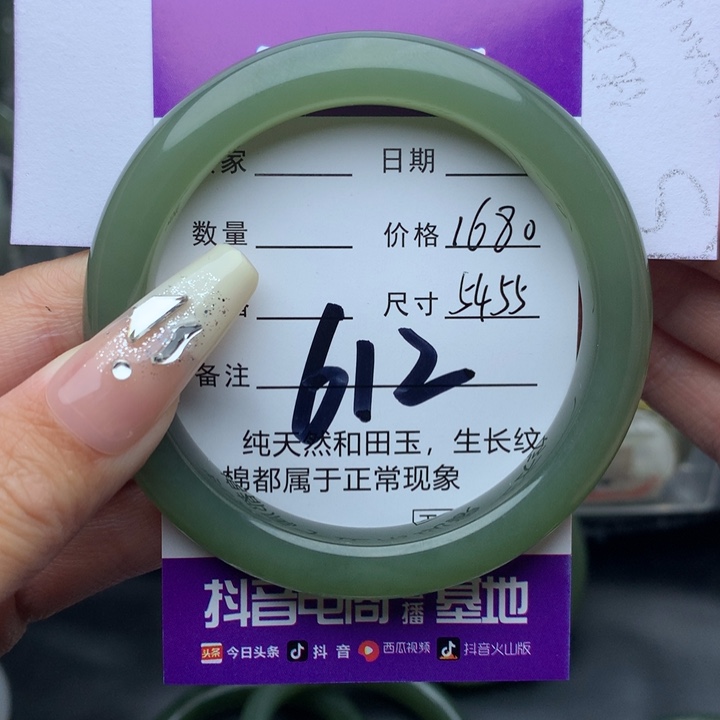 家 日期
数量 价格 1680
尺寸 5455
备注 612
纯天然和田玉，生长纹
棉都属于正常现象
抖音电商直播基地
头条 今日头条 抖音 西瓜视频 抖音火山版